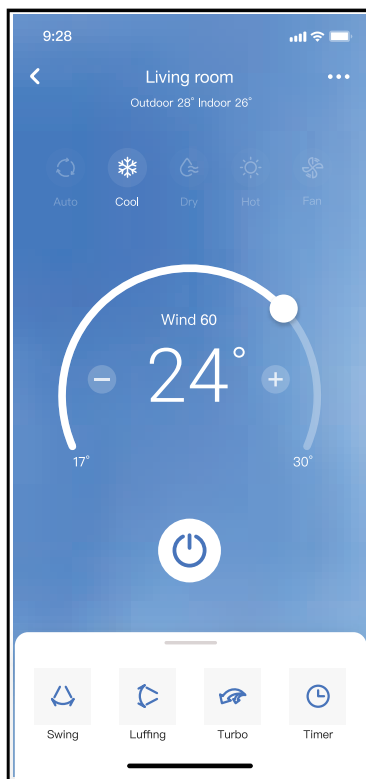 9:28
Living room
Outdoor 28° Indoor 26°
Auto Cool Dry Hot Fan
Wind 60
24°
17° 30°
Swing Luffing Turbo Timer